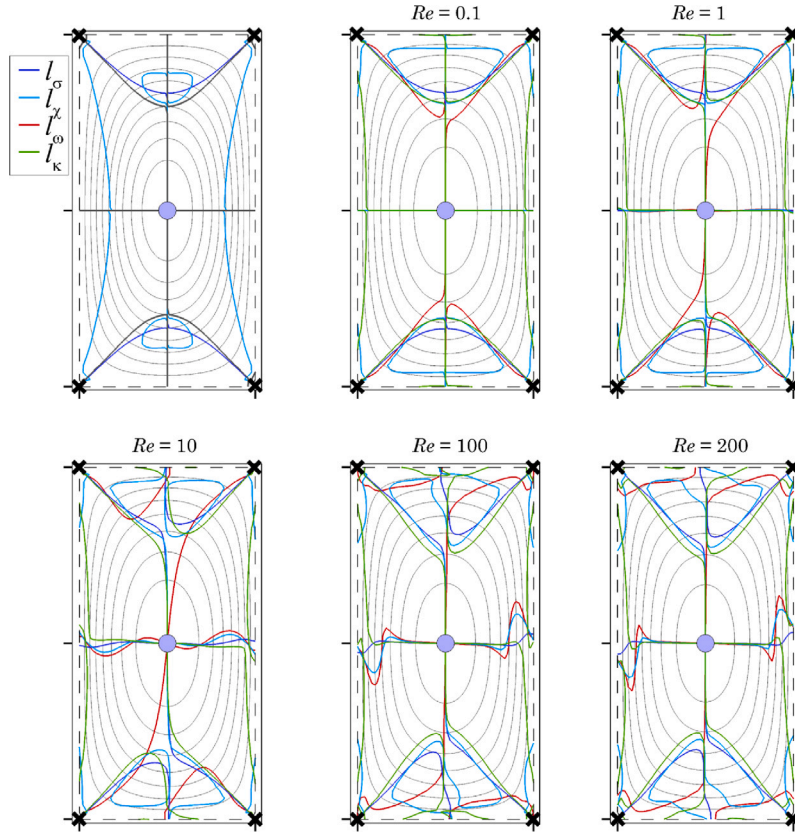 Re = 0.1
Re = 1
l_σ
l_χ
l_ω
l_κ
Re = 10
Re = 100
Re = 200